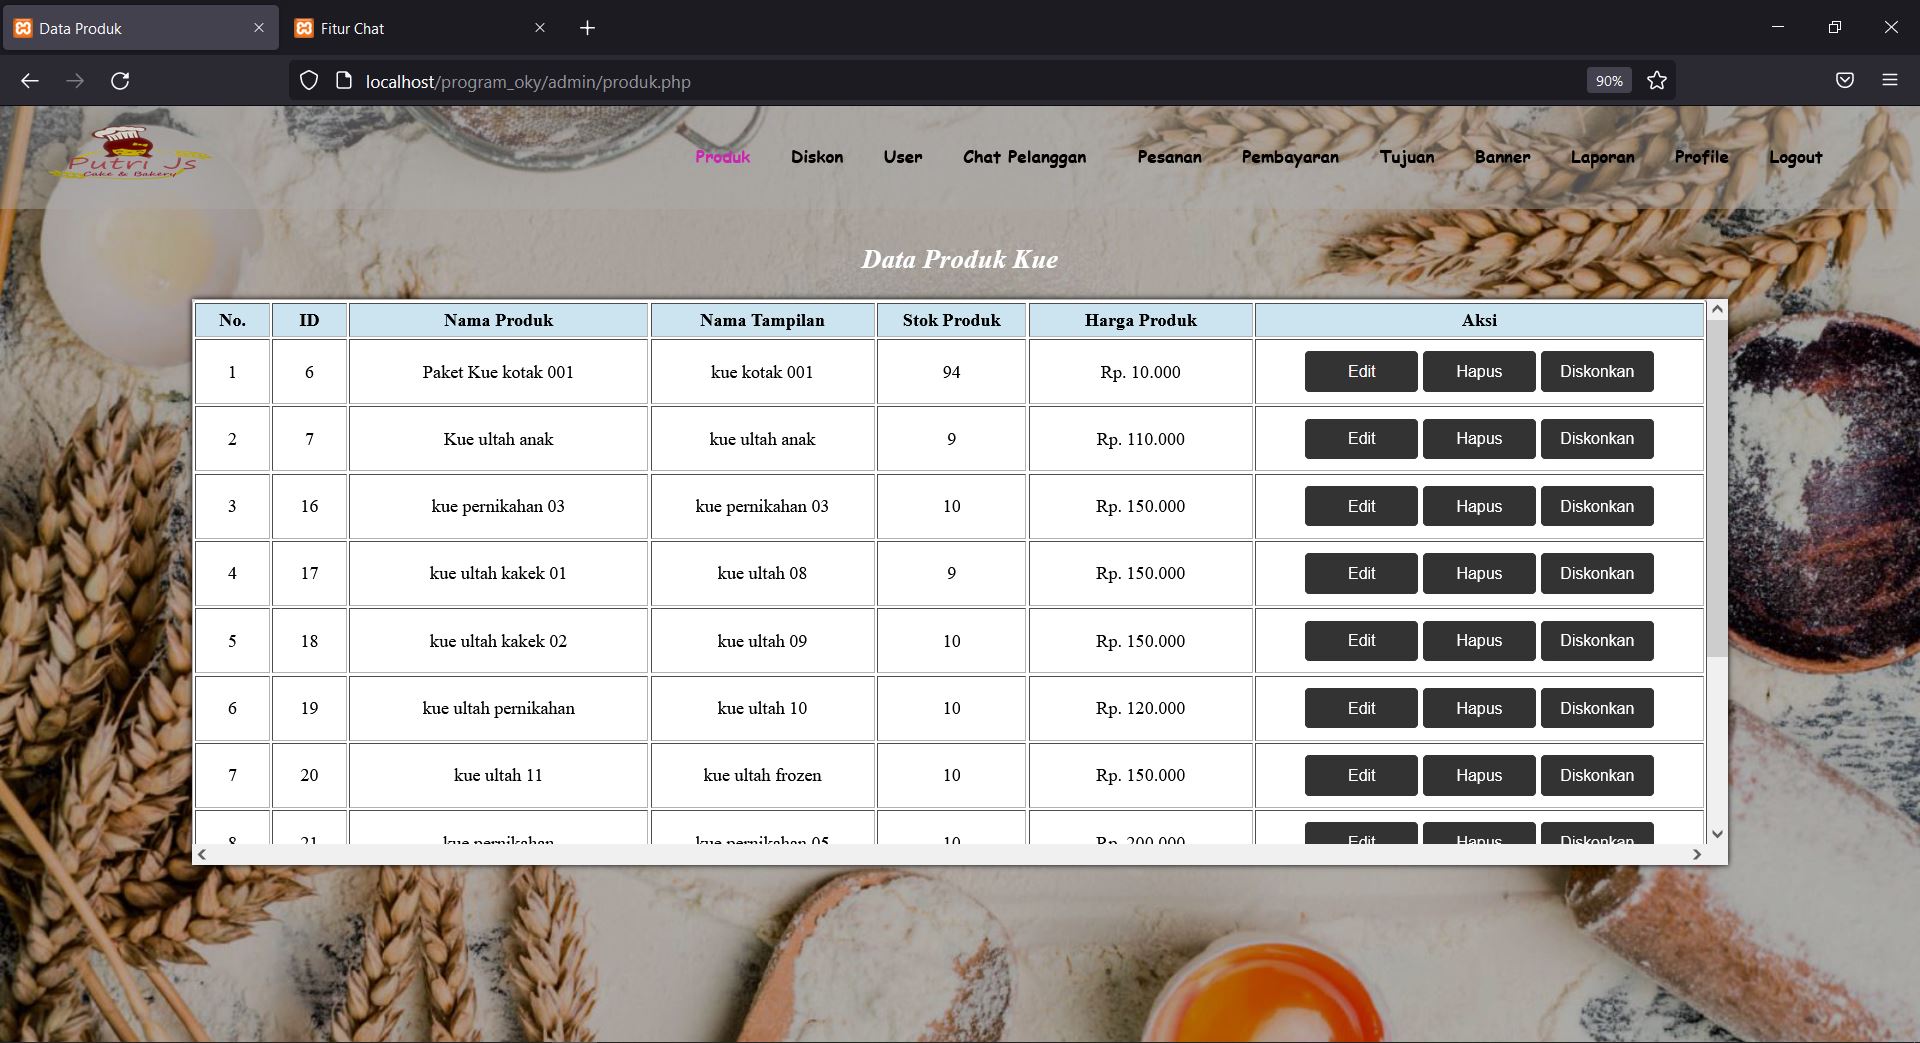 Data Produk
Fitur Chat
localhost/program_oky/admin/produk.php
90%
Putri Js
Cake & Bakery
Produk Diskon User Chat Pelanggan Pesanan Pembayaran Tujuan Banner Laporan Profile Logout
Data Produk Kue
No. ID Nama Produk Nama Tampilan Stok Produk Harga Produk Aksi
1 6 Paket Kue kotak 001 kue kotak 001 94 Rp. 10.000 Edit Hapus Diskonkan
2 7 Kue ultah anak kue ultah anak 9 Rp. 110.000 Edit Hapus Diskonkan
3 16 kue pernikahan 03 kue pernikahan 03 10 Rp. 150.000 Edit Hapus Diskonkan
4 17 kue ultah kakek 01 kue ultah 08 9 Rp. 150.000 Edit Hapus Diskonkan
5 18 kue ultah kakek 02 kue ultah 09 10 Rp. 150.000 Edit Hapus Diskonkan
6 19 kue ultah pernikahan kue ultah 10 10 Rp. 120.000 Edit Hapus Diskonkan
7 20 kue ultah 11 kue ultah frozen 10 Rp. 150.000 Edit Hapus Diskonkan
8 21 kue pernikahan kue pernikahan 05 10 Rp. 200.000 Edit Hapus Diskonkan